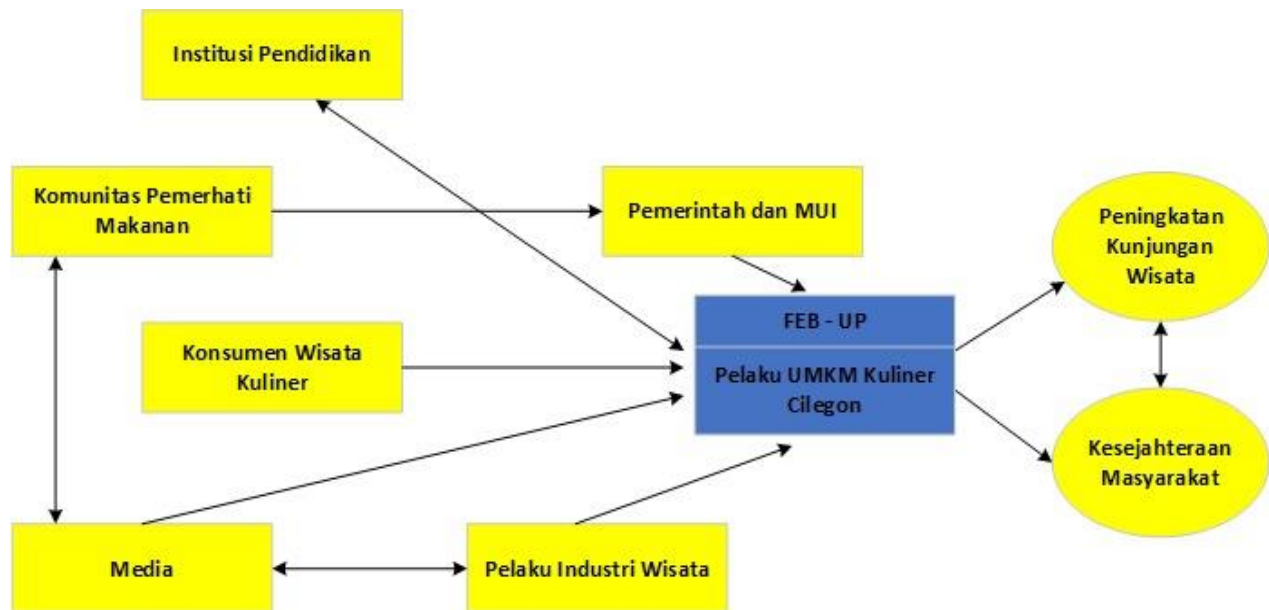 Institusi Pendidikan
Komunitas Pemerhati
Makanan
Pemerintah dan MUI
Peningkatan
Kunjungan
Wisata
FEB - UP
Konsumen Wisata
Kuliner
Pelaku UMKM Kuliner
Cilegon
Kesejahteraan
Masyarakat
Media
Pelaku Industri Wisata